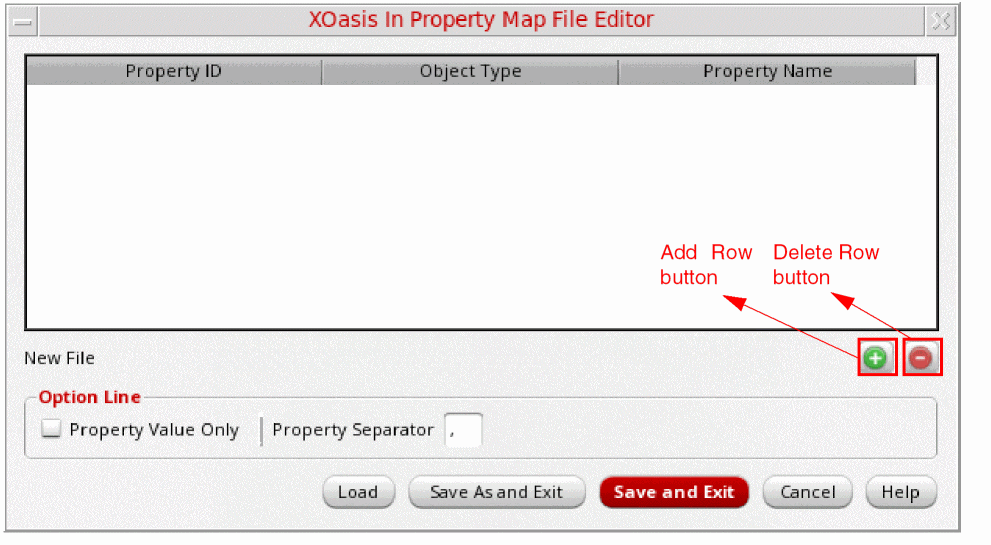 XOasis In Property Map File Editor
Property ID Object Type Property Name
Add Row button
Delete Row button
New File
Option Line
Property Value Only Property Separator ,
Load Save As and Exit Save and Exit Cancel Help